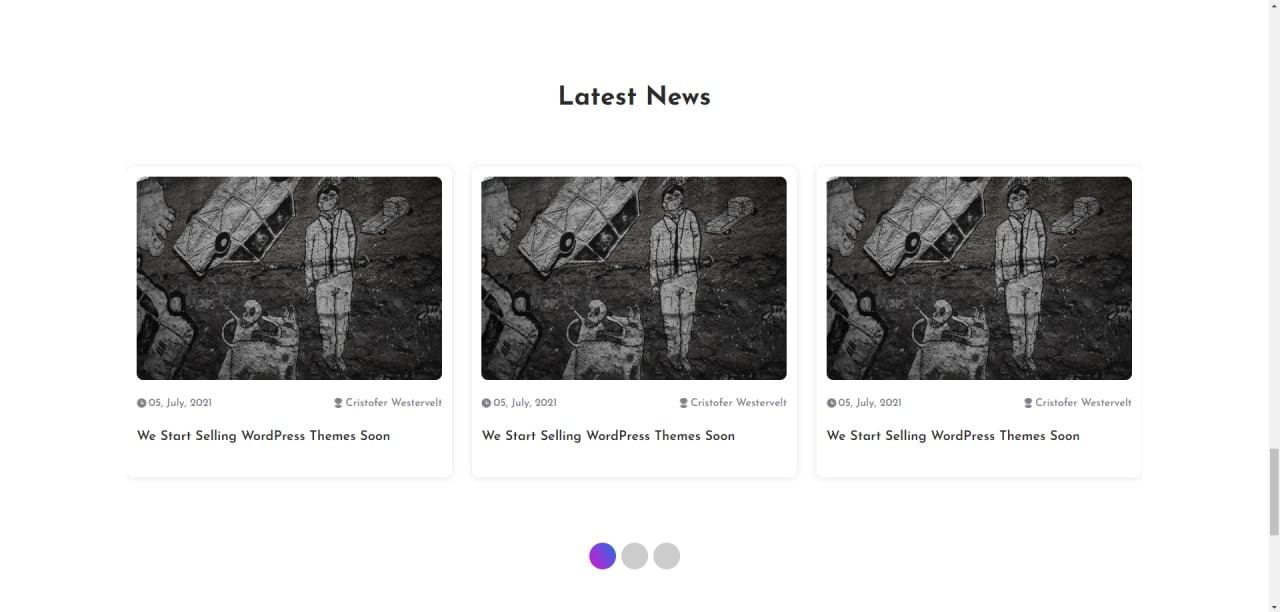 Latest News
05, July, 2021 Cristofer Westervelt
We Start Selling WordPress Themes Soon
05, July, 2021 Cristofer Westervelt
We Start Selling WordPress Themes Soon
05, July, 2021 Cristofer Westervelt
We Start Selling WordPress Themes Soon